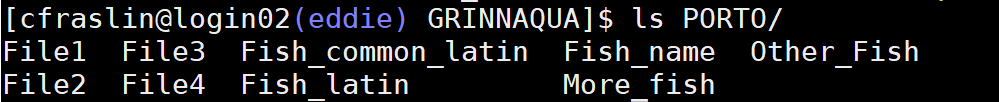 [cfraslin@login02(eddie) GRINNAQUA]$ ls PORTO/
File1  File3  Fish_common_latin  Fish_name  Other_Fish
File2  File4  Fish_latin         More_fish